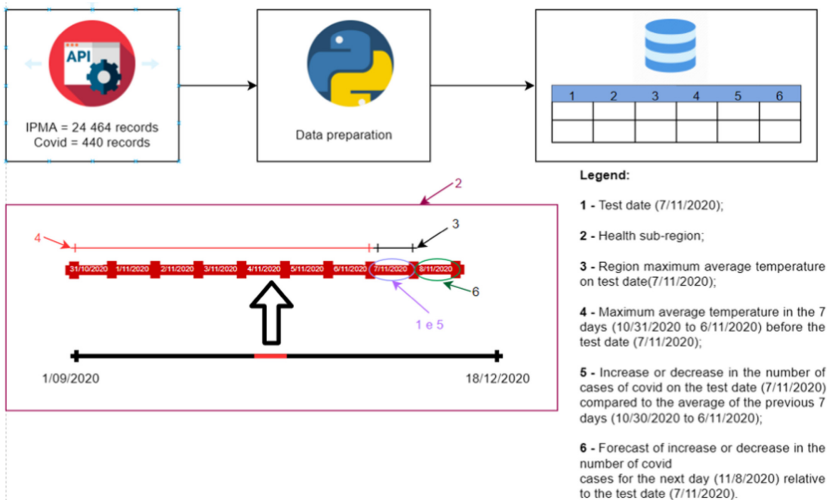 API
IPMA = 24 464 records
Covid = 440 records
Data preparation
1 2 3 4 5 6
2
4
3
31/10/2020 1/11/2020 2/11/2020 3/11/2020 4/11/2020 5/11/2020 6/11/2020 7/11/2020 8/11/2020
6
1 e 5
1/09/2020
18/12/2020
Legend:
1 - Test date (7/11/2020);
2 - Health sub-region;
3 - Region maximum average temperature
on test date(7/11/2020);
4 - Maximum average temperature in the 7
days (10/31/2020 to 6/11/2020) before the
test date (7/11/2020);
5 - Increase or decrease in the number of
cases of covid on the test date (7/11/2020)
compared to the average of the previous 7
days (10/30/2020 to 6/11/2020);
6 - Forecast of increase or decrease in the
number of covid
cases for the next day (11/8/2020) relative
to the test date (7/11/2020).